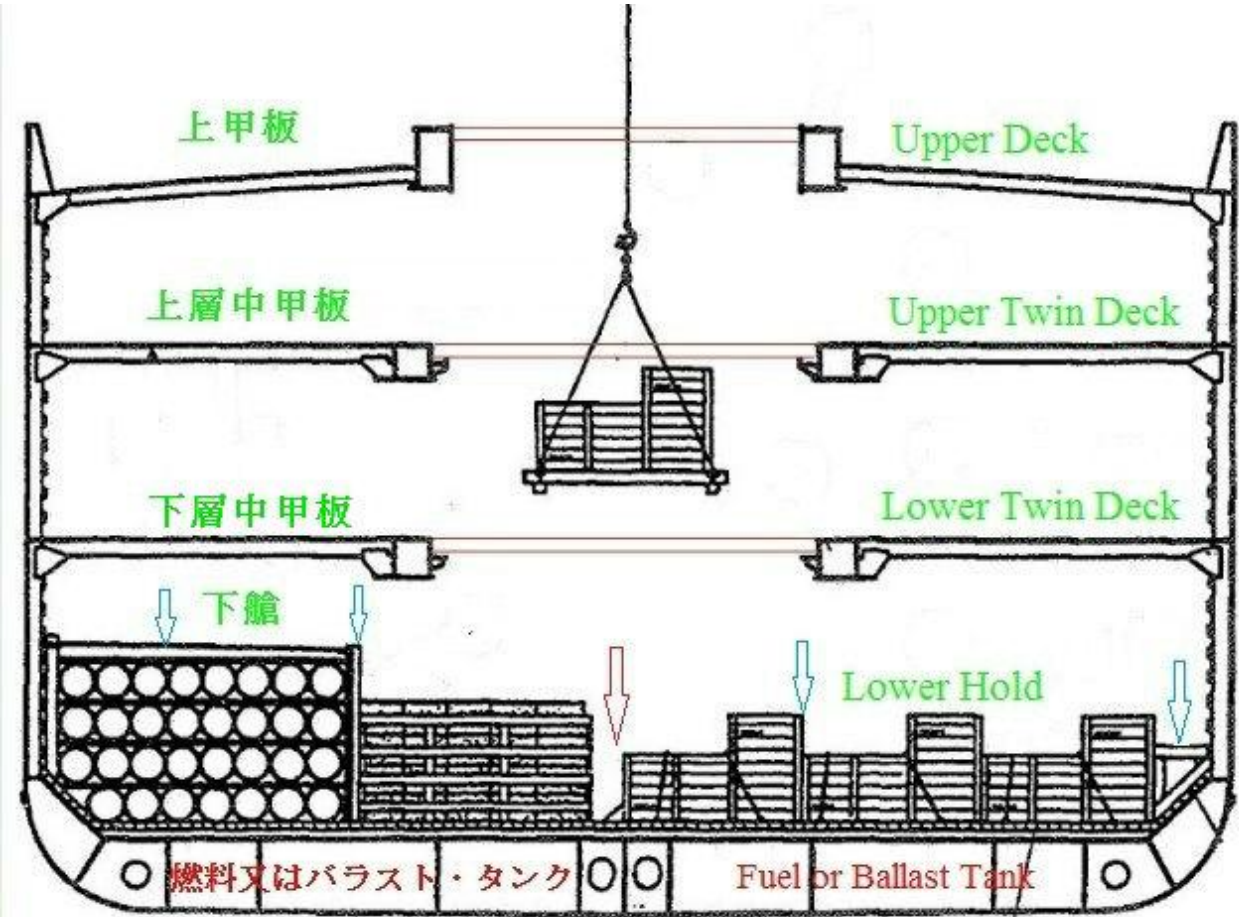 上甲板
Upper Deck
上層中甲板
Upper Twin Deck
下層中甲板
Lower Twin Deck
下艙
Lower Hold
燃料又はバラスト・タンク
Fuel or Ballast Tank